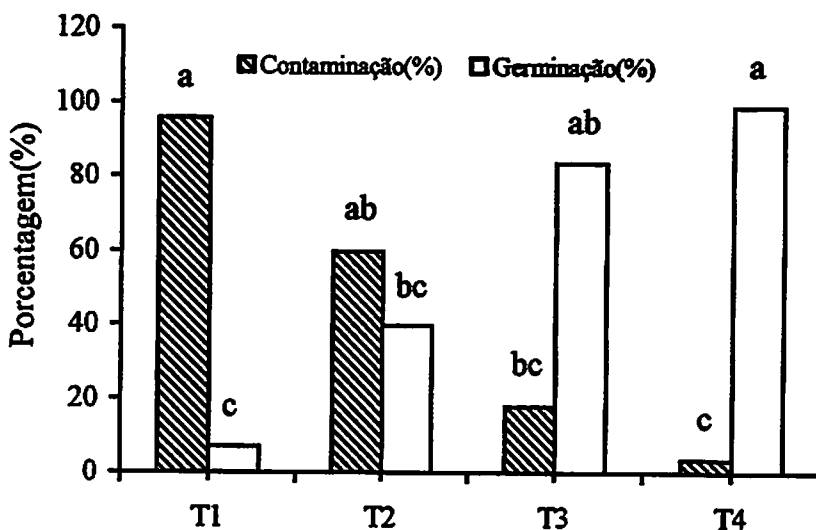 120
a
Contaminação(%) Germinação(%)
a
100
ab
80
ab
Porcentagem(%)
60
bc
40
bc
20
c
c
0
T1 T2 T3 T4